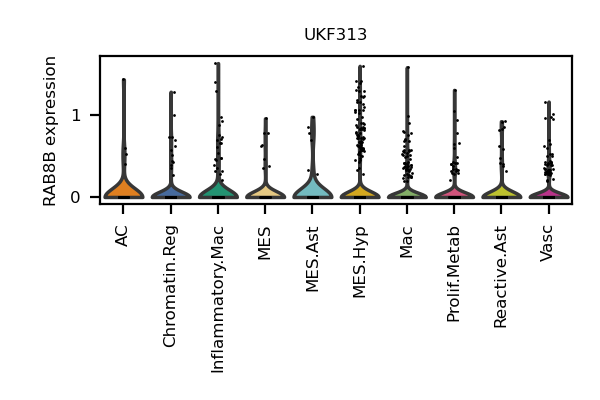 UKF313
RAB8B expression
1
0
AC
Chromatin.Reg
Inflammatory.Mac
MES
MES.Ast
MES.Hyp
Mac
Prolif.Metab
Reactive.Ast
Vasc